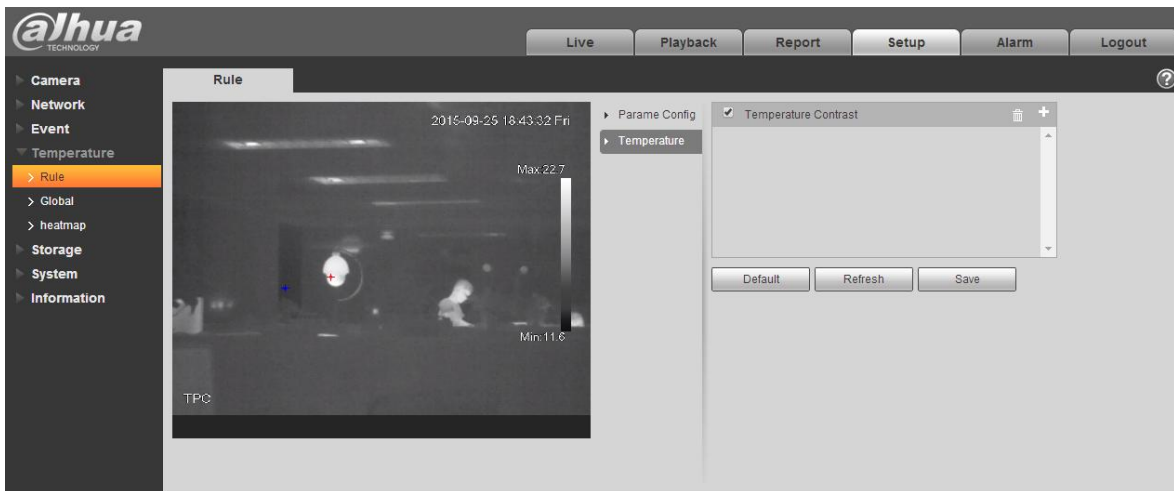 alhua
TECHNOLOGY
Live
Playback
Report
Setup
Alarm
Logout
Camera
Network
Event
Temperature
Rule
Global
heatmap
Storage
System
Information
Rule
2015-09-25 18:43:32 Fri
Max:22.7
Min:11.6
TPC
Parame Config
Temperature
Temperature Contrast
Default
Refresh
Save